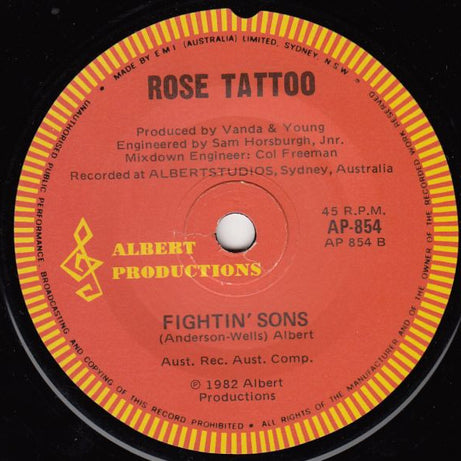 MADE BY E M I (AUSTRALIA) LIMITED, SYDNEY, N.S.W.
ALL RIGHTS OF THE MANUFACTURER AND OF THE OWNER OF THE RECORDED WORK RESERVED
UNAUTHORISED PUBLIC PERFORMANCE BROADCASTING AND COPYING OF THIS RECORD PROHIBITED
ROSE TATTOO
Produced by Vanda & Young
Engineered by Sam Horsburgh, Jnr.
Mixdown Engineer: Col Freeman
Recorded at ALBERTSTUDIOS, Sydney, Australia
45 R.P.M.
AP-854
AP 854 B
ALBERT
PRODUCTIONS
FIGHTIN' SONS
(Anderson-Wells) Albert
Aust. Rec. Aust. Comp.
℗ 1982 Albert
Productions